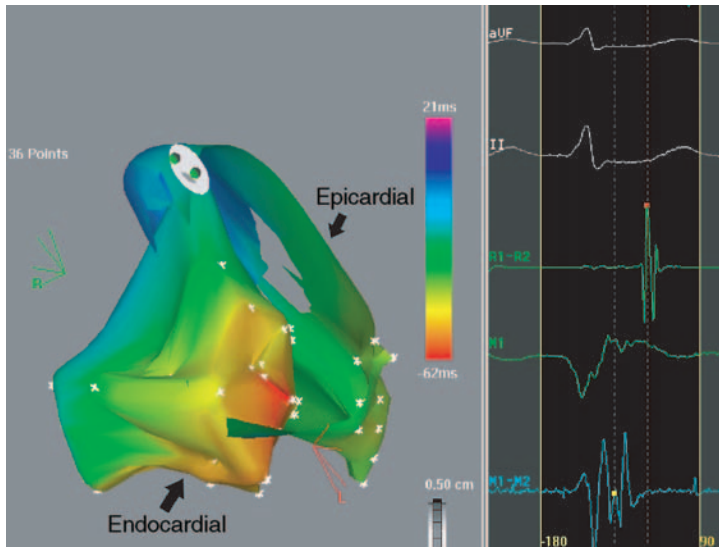 36 Points
R
Epicardial
Endocardial
21ms
-62ms
0.50 cm
aVF
II
R1-R2
M1
M1-M2
-180
90